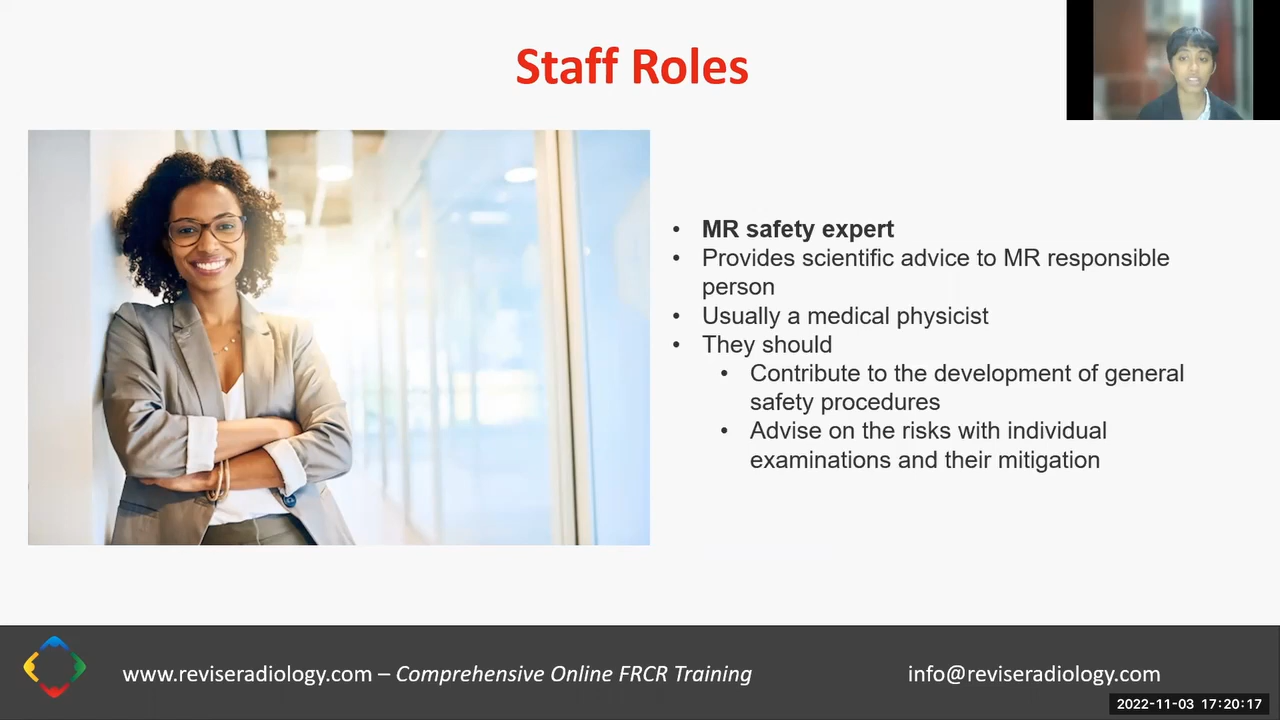 Staff Roles
• MR safety expert
• Provides scientific advice to MR responsible
person
• Usually a medical physicist
• They should
• Contribute to the development of general
safety procedures
• Advise on the risks with individual
examinations and their mitigation
www.reviseradiology.com – Comprehensive Online FRCR Training
info@reviseradiology.com
2022-11-03 17:20:17